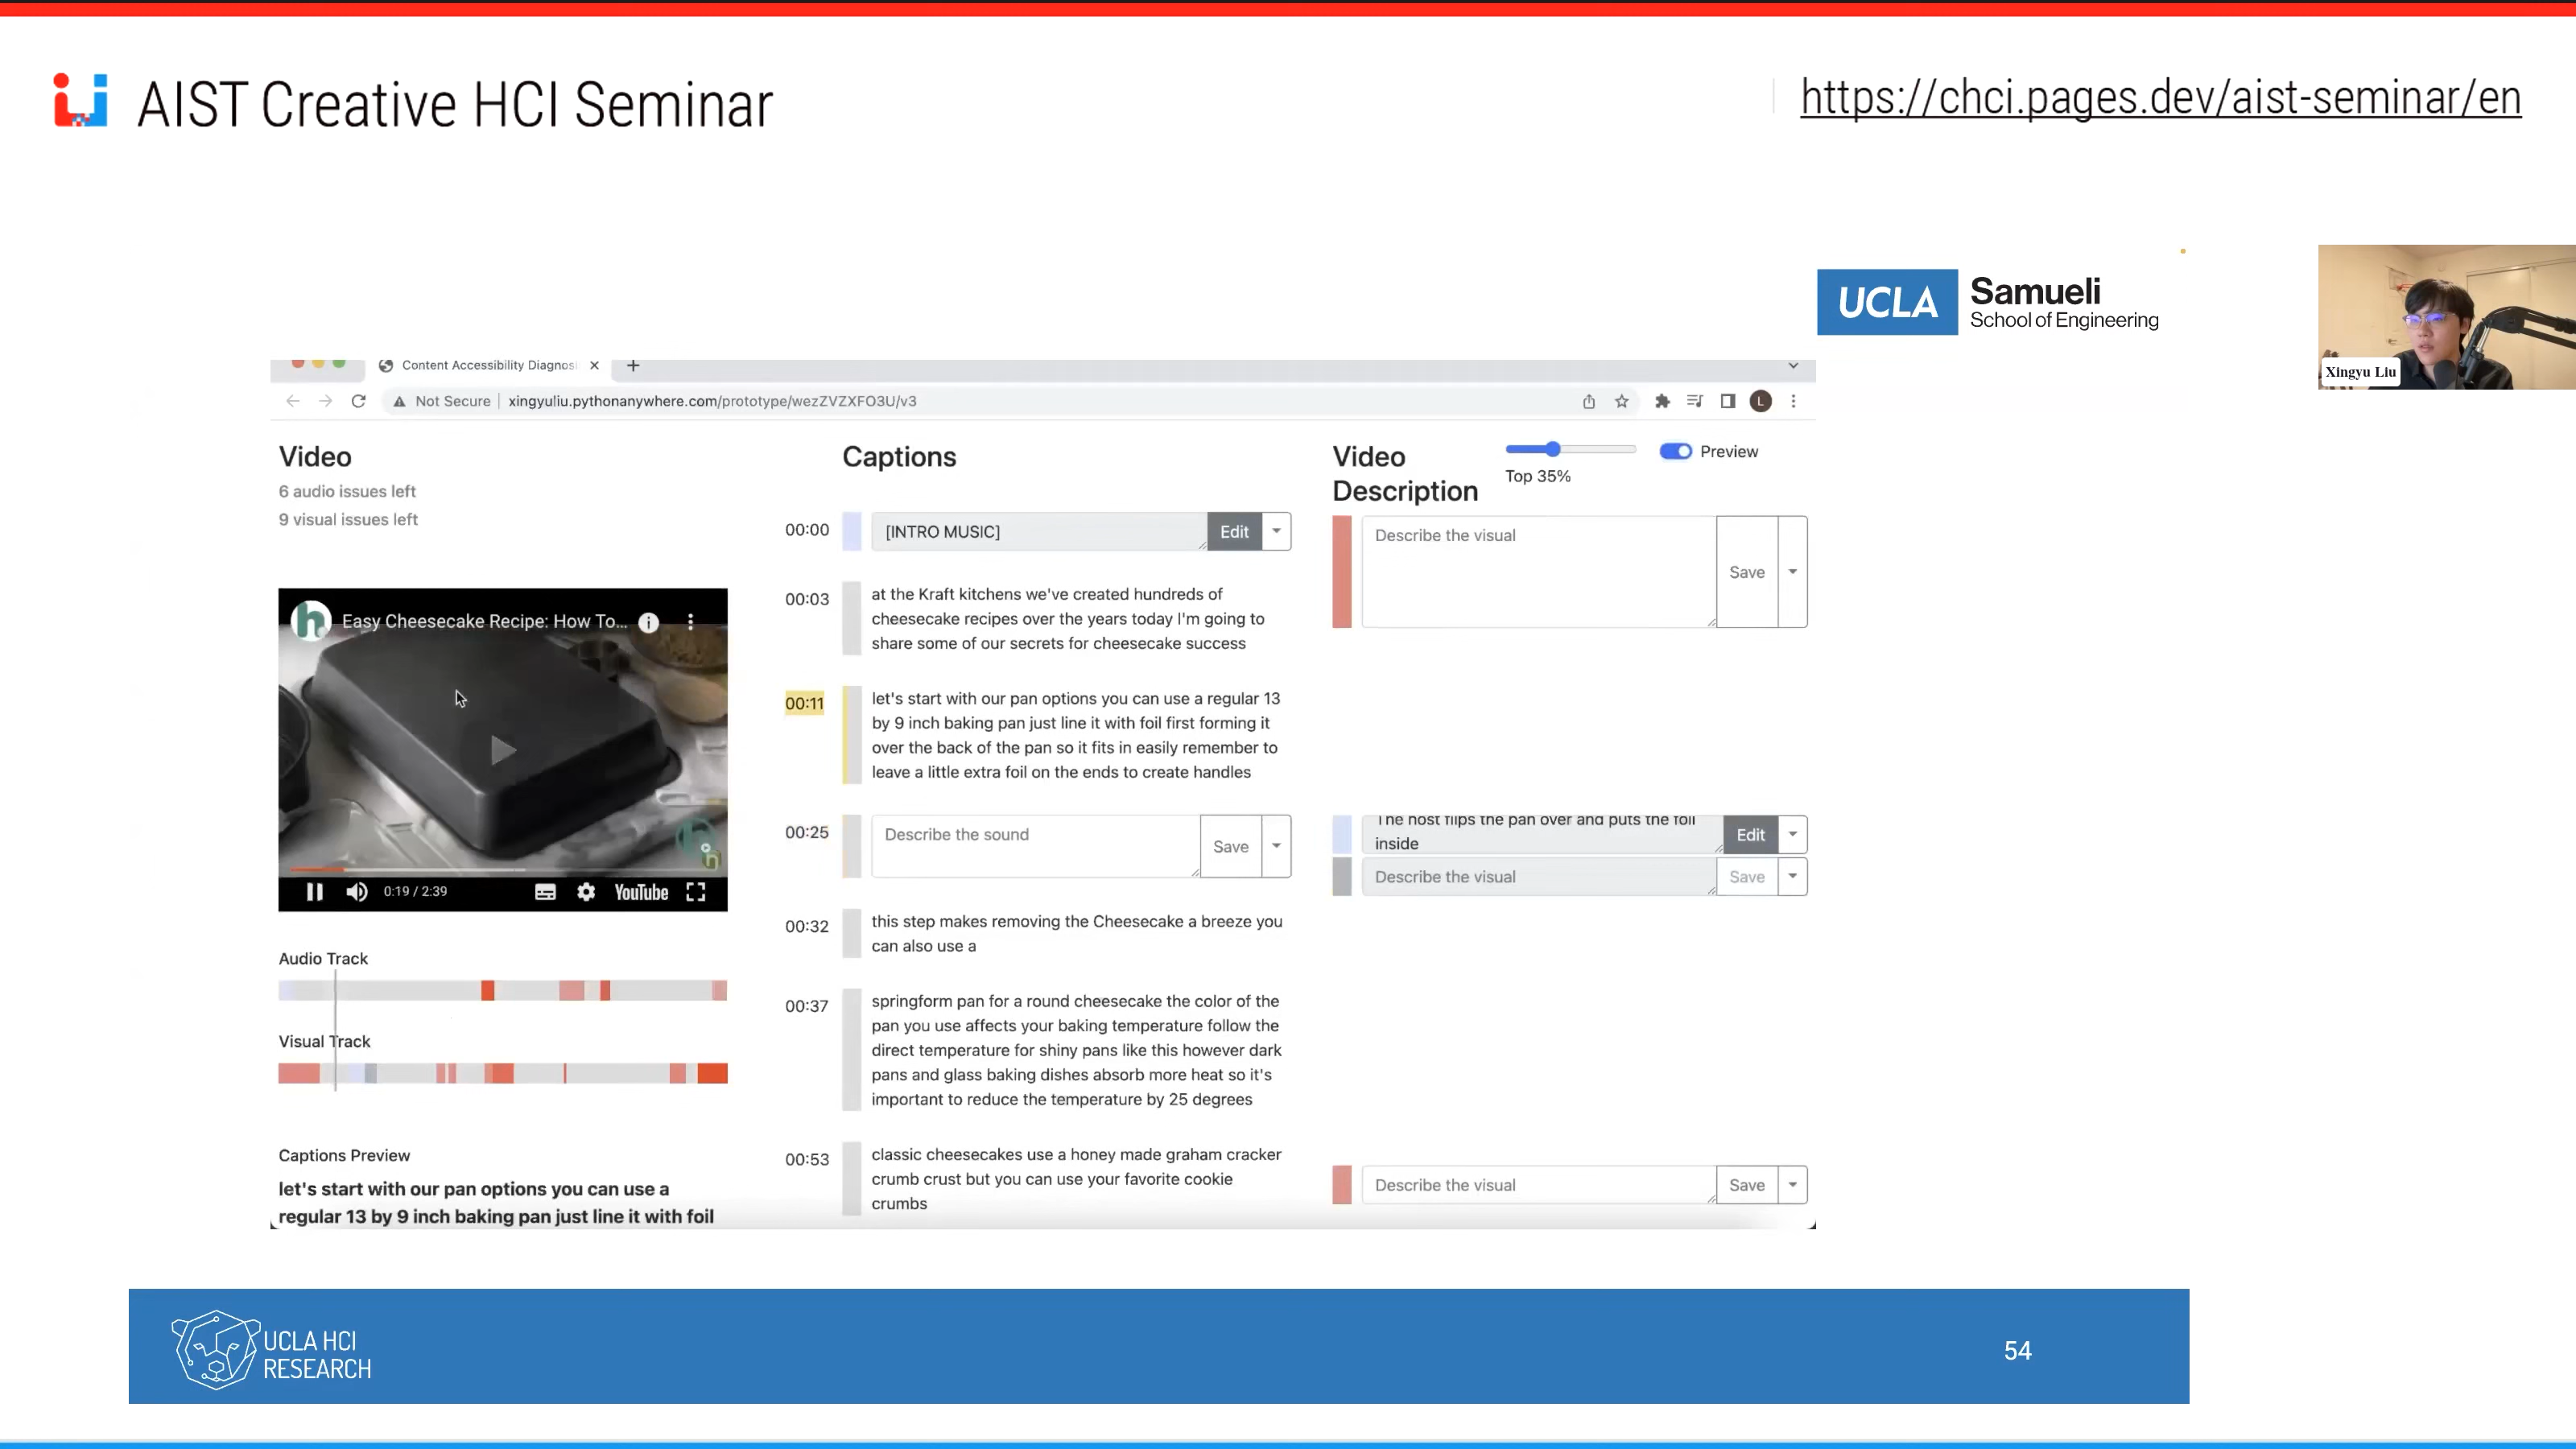 AIST Creative HCI Seminar
https://chci.pages.dev/aist-seminar/en
UCLA
Samueli
School of Engineering
Xingyu Liu
Content Accessibility Diagnosi
Not Secure
xingyuliu.pythonanywhere.com/prototype/wezZVZXFO3U/v3
L
Video
6 audio issues left
9 visual issues left
Easy Cheesecake Recipe: How To...
0:19 / 2:39
YouTube
Audio Track
Visual Track
Captions Preview
let's start with our pan options you can use a
regular 13 by 9 inch baking pan just line it with foil
Captions
00:00
[INTRO MUSIC]
Edit
00:03
at the Kraft kitchens we've created hundreds of
cheesecake recipes over the years today I'm going to
share some of our secrets for cheesecake success
00:11
let's start with our pan options you can use a regular 13
by 9 inch baking pan just line it with foil first forming it
over the back of the pan so it fits in easily remember to
leave a little extra foil on the ends to create handles
00:25
Describe the sound
Save
00:32
this step makes removing the Cheesecake a breeze you
can also use a
00:37
springform pan for a round cheesecake the color of the
pan you use affects your baking temperature follow the
direct temperature for shiny pans like this however dark
pans and glass baking dishes absorb more heat so it's
important to reduce the temperature by 25 degrees
00:53
classic cheesecakes use a honey made graham cracker
crumb crust but you can use your favorite cookie
crumbs
Video
Description
Top 35%
Preview
Describe the visual
Save
The host flips the pan over and puts the foil
inside
Edit
Describe the visual
Save
Describe the visual
Save
UCLA HCI
RESEARCH
54